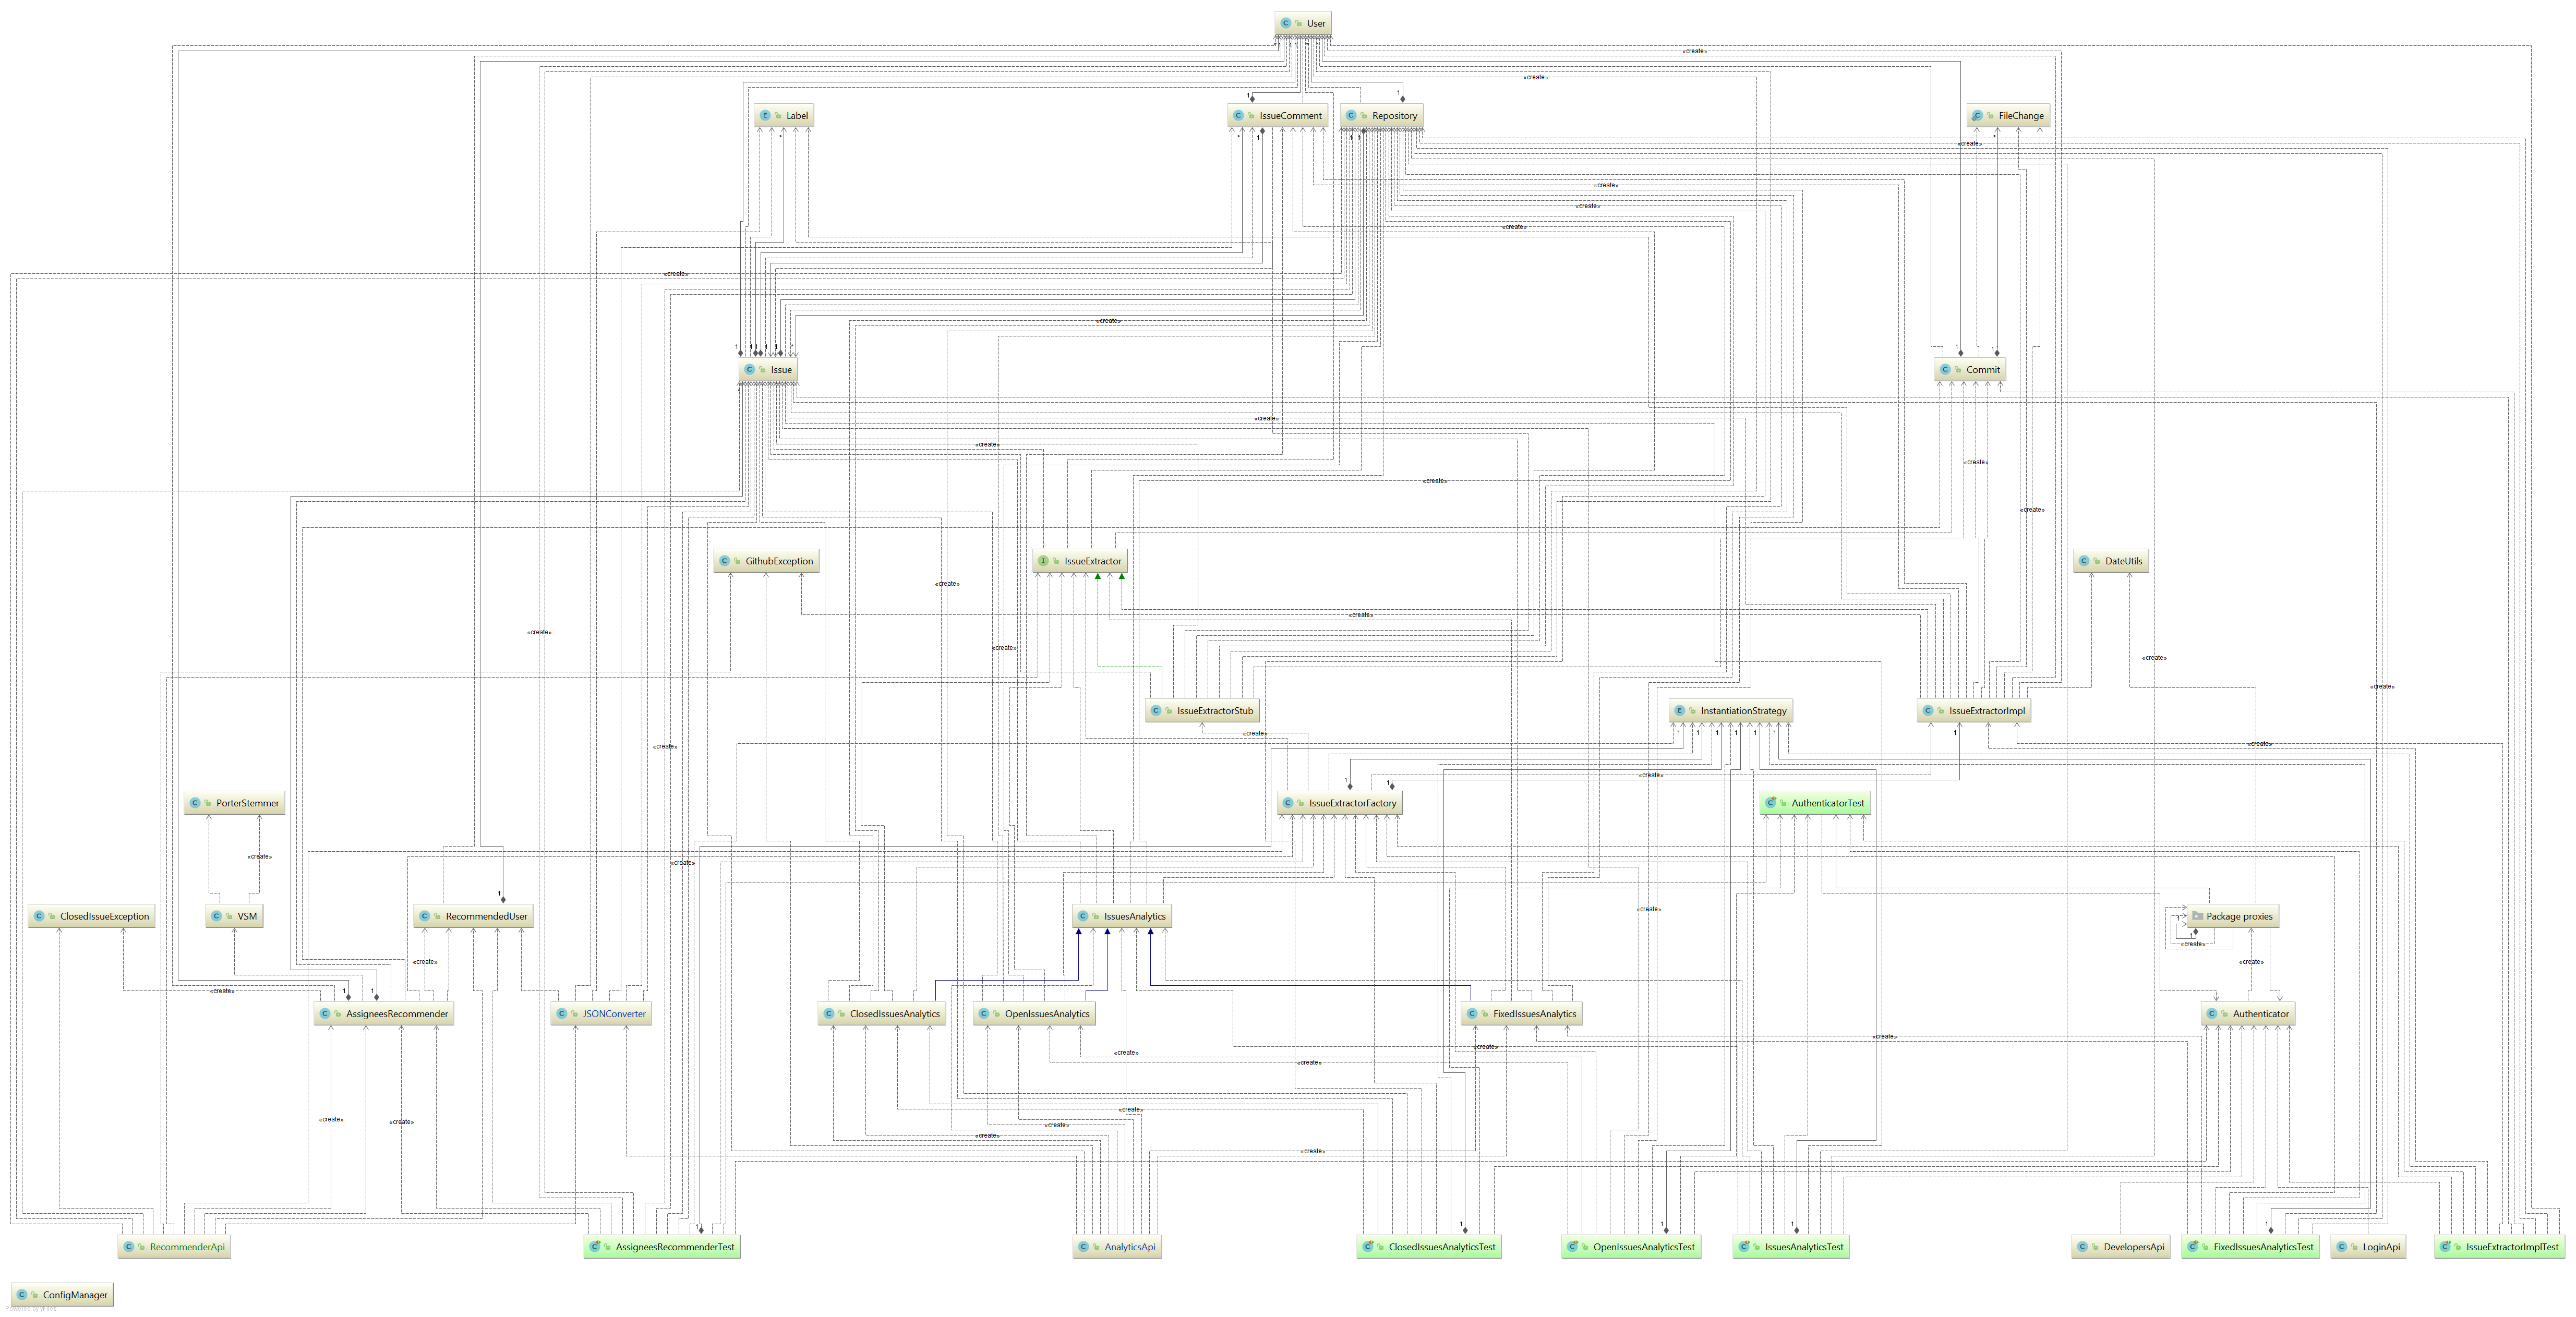 User
«create»
«create»
Label
IssueComment
Repository
FileChange
«create»
«create»
«create»
«create»
«create»
«create»
Issue
Commit
«create»
«create»
«create»
«create»
«create»
GithubException
IssueExtractor
DateUtils
«create»
«create»
«create»
«create»
«create»
«create»
IssueExtractorStub
InstantiationStrategy
IssueExtractorImpl
«create»
«create»
«create»
«create»
PorterStemmer
IssueExtractorFactory
AuthenticatorTest
«create»
«create»
ClosedIssueException
VSM
RecommendedUser
IssuesAnalytics
Package proxies
«create»
«create»
«create»
«create»
«create»
AssigneesRecommender
JSONConverter
ClosedIssuesAnalytics
OpenIssuesAnalytics
FixedIssuesAnalytics
Authenticator
«create»
«create»
«create»
«create»
«create»
«create»
«create»
«create»
«create»
«create»
RecommenderApi
AssigneesRecommenderTest
AnalyticsApi
ClosedIssuesAnalyticsTest
OpenIssuesAnalyticsTest
IssuesAnalyticsTest
DevelopersApi
FixedIssuesAnalyticsTest
LoginApi
IssueExtractorImplTest
ConfigManager
Powered by yFiles